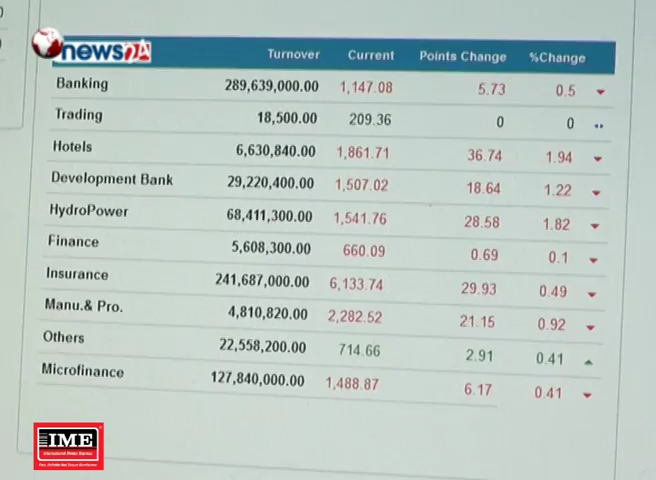 news24
Turnover Current Points Change %Change
Banking 289,639,000.00 1,147.08 5.73 0.5
Trading 18,500.00 209.36 0 0
Hotels 6,630,840.00 1,861.71 36.74 1.94
Development Bank 29,220,400.00 1,507.02 18.64 1.22
HydroPower 68,411,300.00 1,541.76 28.58 1.82
Finance 5,608,300.00 660.09 0.69 0.1
Insurance 241,687,000.00 6,133.74 29.93 0.49
Manu.& Pro. 4,810,820.00 2,282.52 21.15 0.92
Others 22,558,200.00 714.66 2.91 0.41
Microfinance 127,840,000.00 1,488.87 6.17 0.41
IME